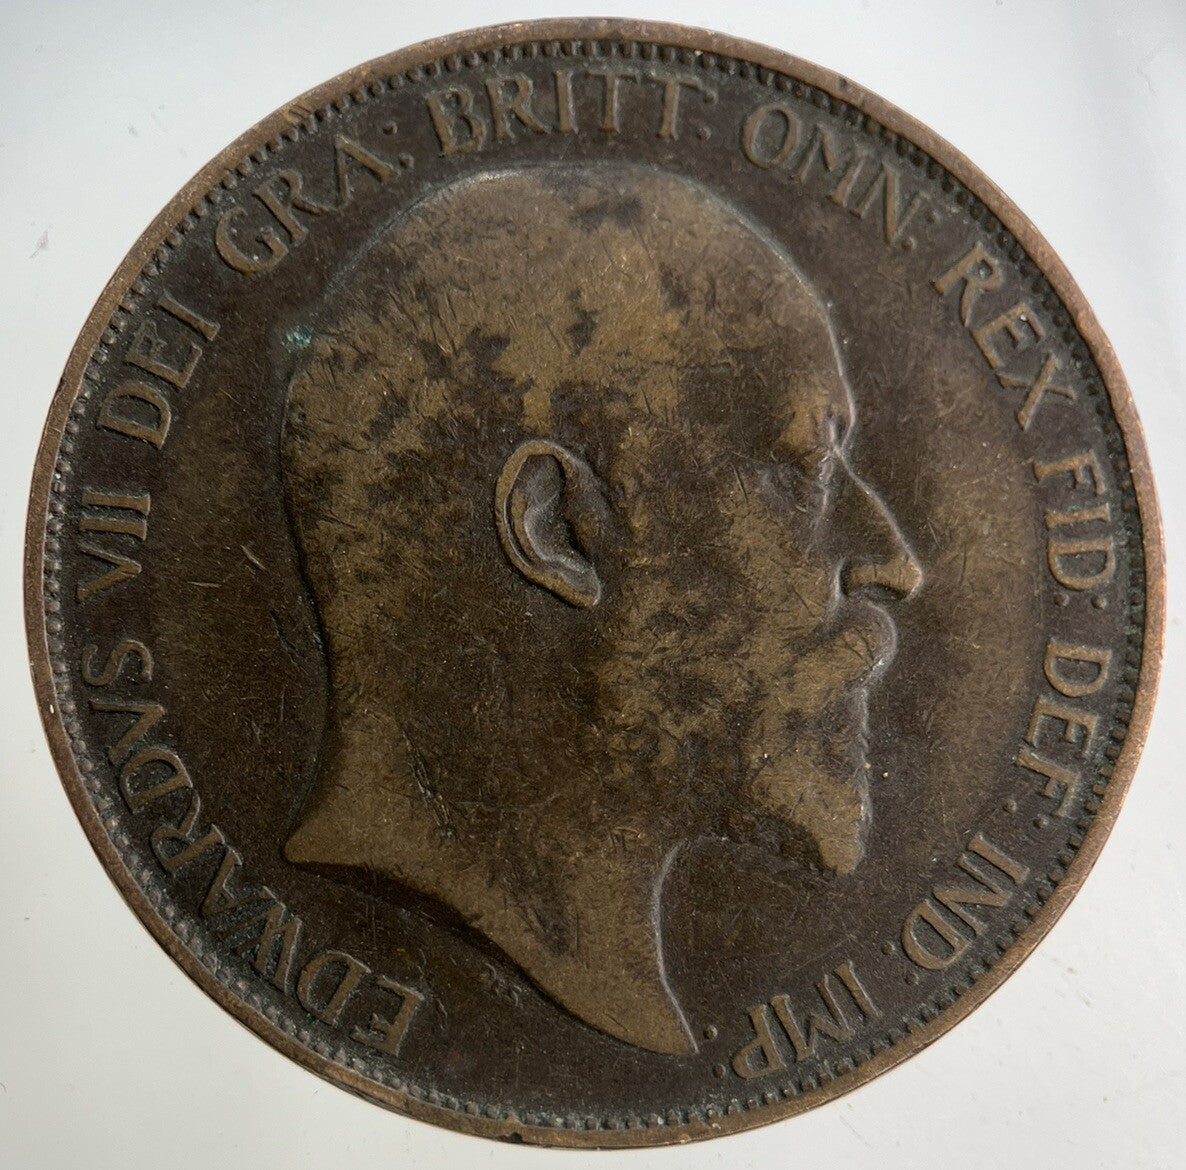 EDWARDVS VII DEI GRA: BRITT: OMN: REX FID: DEF: IND: IMP: